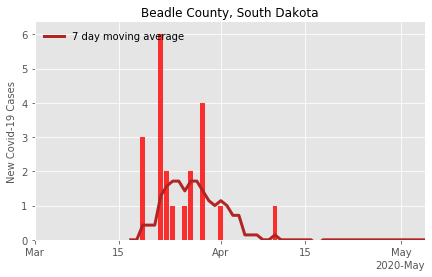 Beadle County, South Dakota
7 day moving average
New Covid-19 Cases
6
5
4
3
2
1
0
Mar
15
Apr
15
May
2020-May